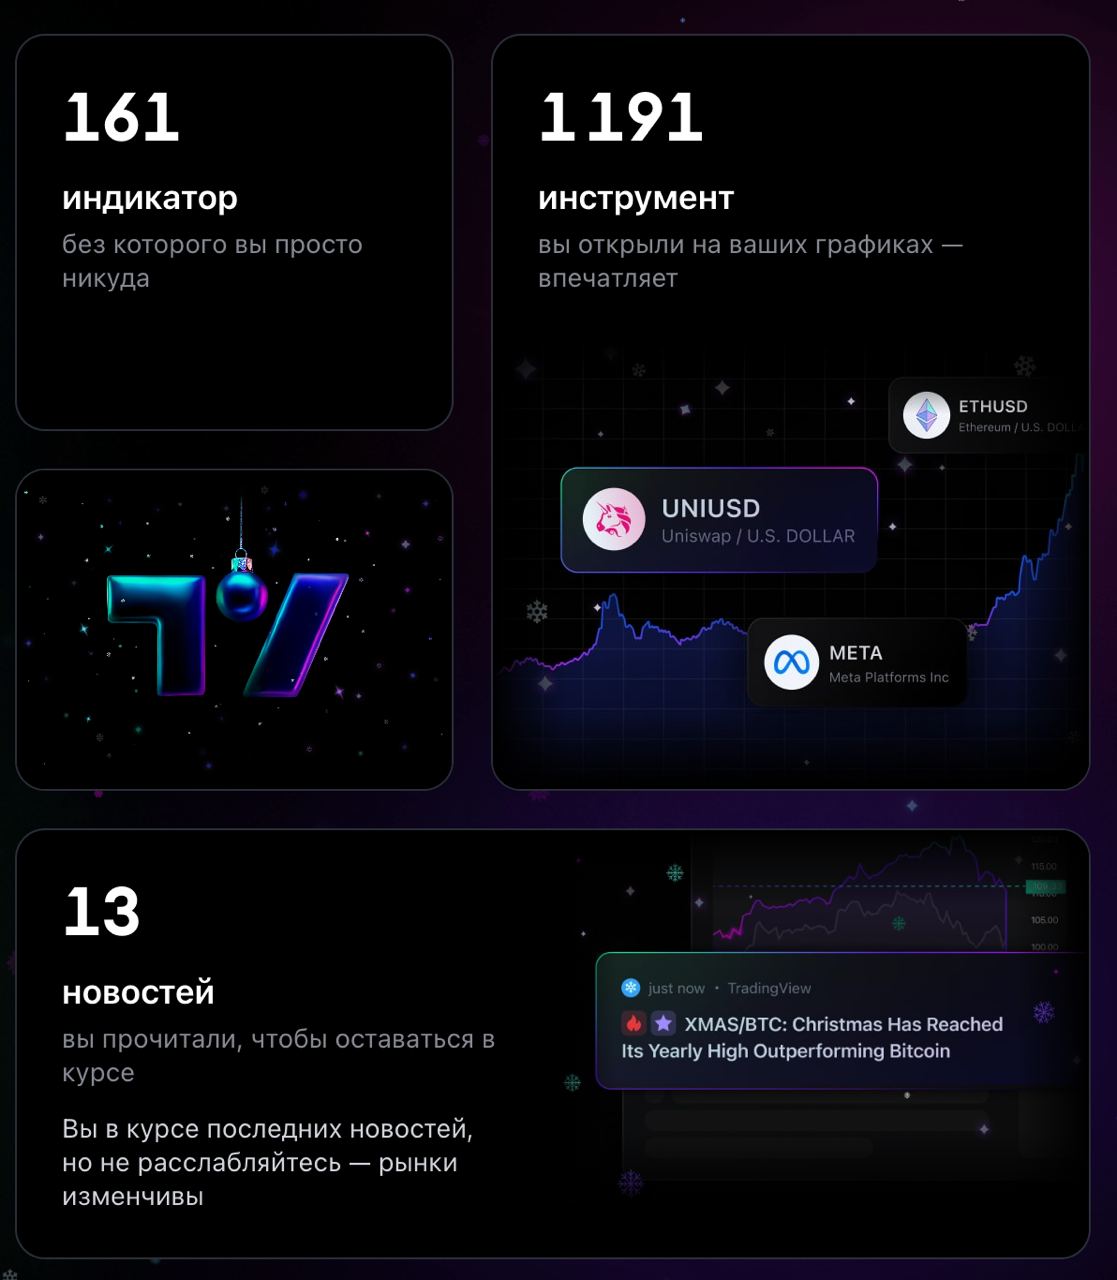 161
индикатор
без которого вы просто
никуда
1 191
инструмент
вы открыли на ваших графиках —
впечатляет
ETHUSD
Ethereum / U.S. DOLLA
UNIUSD
Uniswap / U.S. DOLLAR
META
Meta Platforms Inc
13
новостей
вы прочитали, чтобы оставаться в
курсе
Вы в курсе последних новостей,
но не расслабляйтесь — рынки
изменчивы
115.00
105.00
100.00
just now • TradingView
XMAS/BTC: Christmas Has Reached
Its Yearly High Outperforming Bitcoin